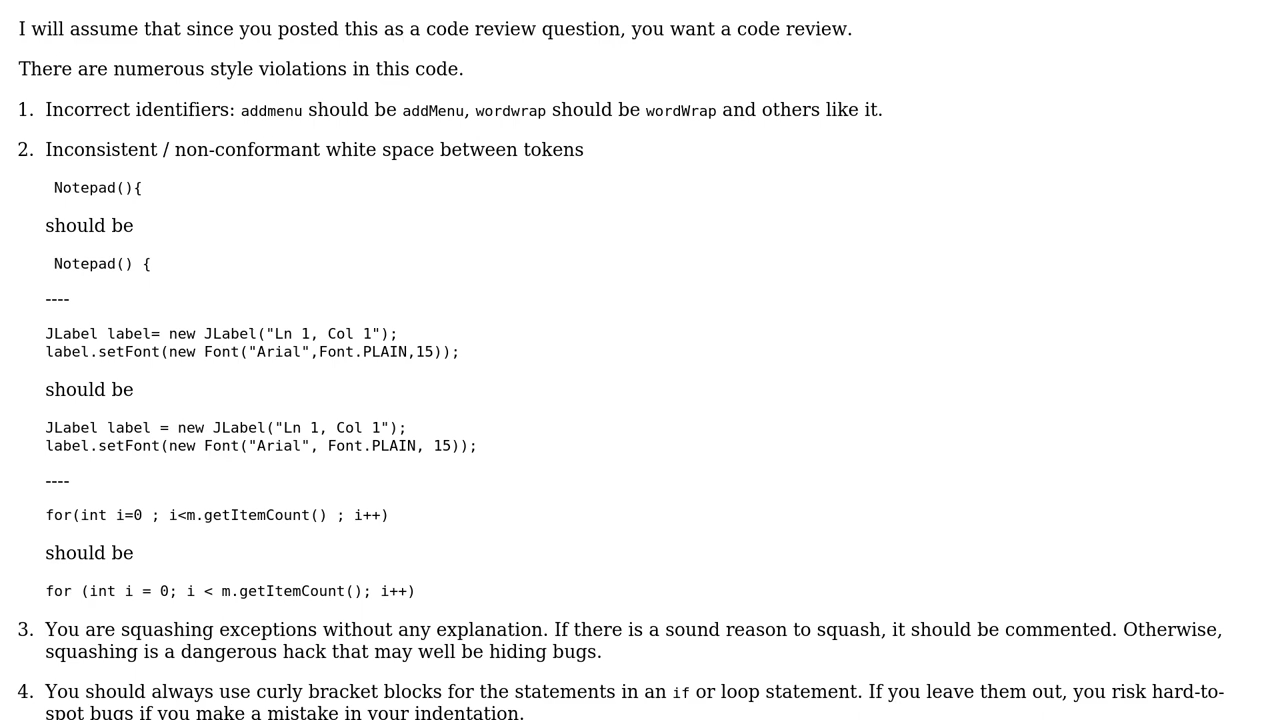 I will assume that since you posted this as a code review question, you want a code review.
There are numerous style violations in this code.
1. Incorrect identifiers: addmenu should be addMenu, wordwrap should be wordWrap and others like it.
2. Inconsistent / non-conformant white space between tokens
Notepad(){
should be
Notepad() {
----
JLabel label= new JLabel("Ln 1, Col 1");
label.setFont(new Font("Arial",Font.PLAIN,15));
should be
JLabel label = new JLabel("Ln 1, Col 1");
label.setFont(new Font("Arial", Font.PLAIN, 15));
----
for(int i=0 ; i<m.getItemCount() ; i++)
should be
for (int i = 0; i < m.getItemCount(); i++)
3. You are squashing exceptions without any explanation. If there is a sound reason to squash, it should be commented. Otherwise,
squashing is a dangerous hack that may well be hiding bugs.
4. You should always use curly bracket blocks for the statements in an if or loop statement. If you leave them out, you risk hard-to-
spot bugs if you make a mistake in your indentation.